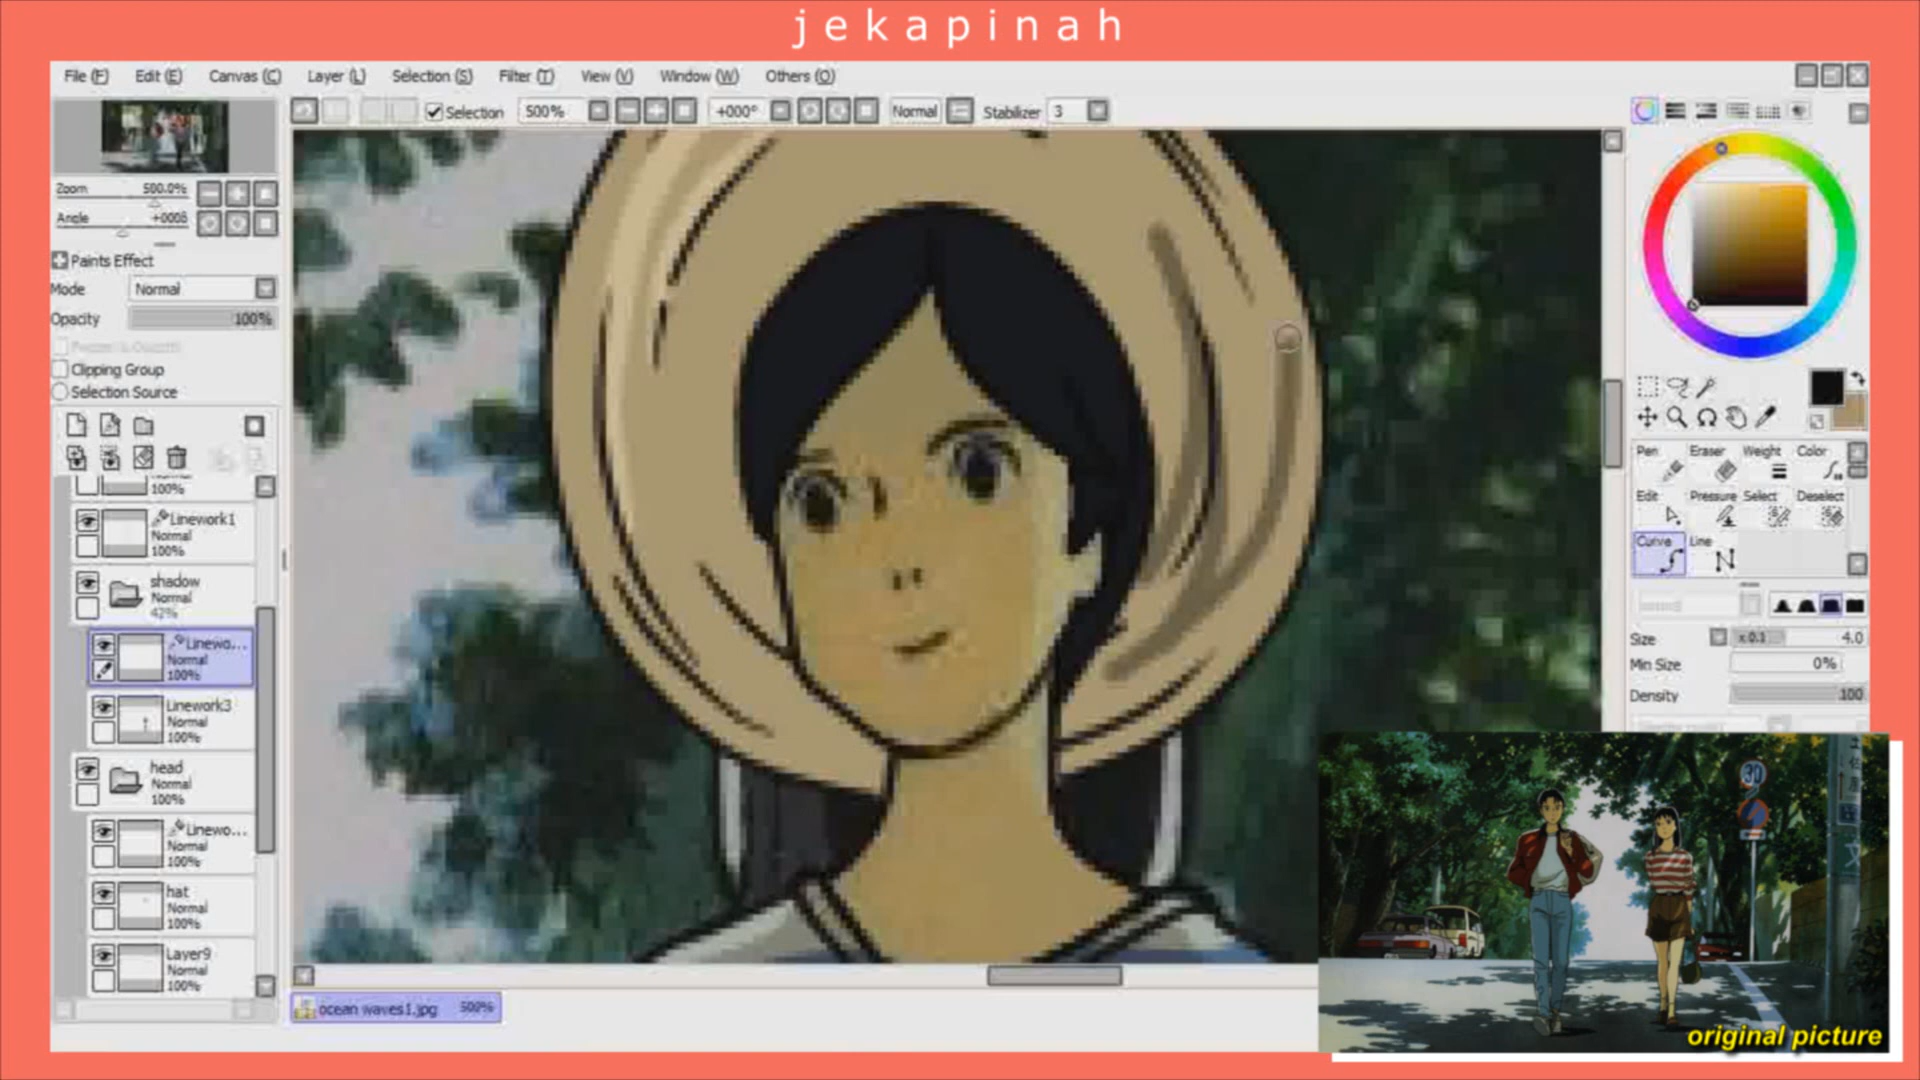 jekapinah
File (F) Edit (E) Canvas (C) Layer (L) Selection (S) Filter (T) View (V) Window (W) Others (O)
Selection 500% +000° Normal Stabilizer 3
Zoom 500.0%
Angle +000δ
Paints Effect
Mode Normal
Opacity 100%
Clipping Group
Selection Source
100%
Linework1
Normal
100%
shadow
Normal
42%
Linewo...
Normal
100%
Linework3
Normal
100%
head
Normal
100%
Linewo...
Normal
100%
hat
Normal
100%
Layer9
Normal
100%
ocean waves1.jpg 500%
Pen Eraser Weight Color
Edit Pressure Select Deselect
Curve Line
Size x 0.1 4.0
Min Size 0%
Density 100
30
original picture